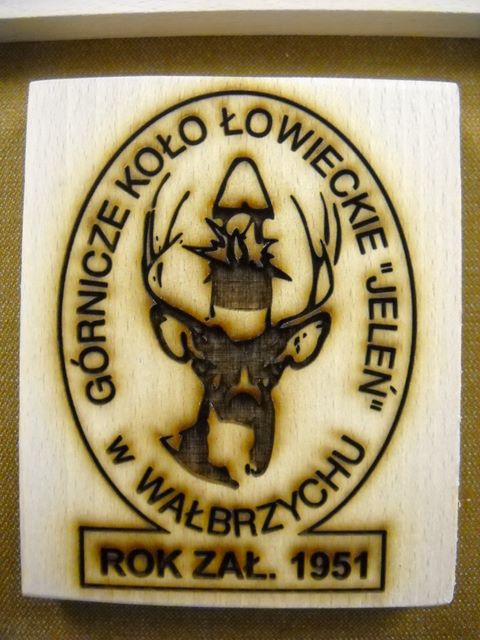 GÓRNICZE KOŁO ŁOWIECKIE "JELEŃ"
w WAŁBRZYCHU
ROK ZAŁ. 1951